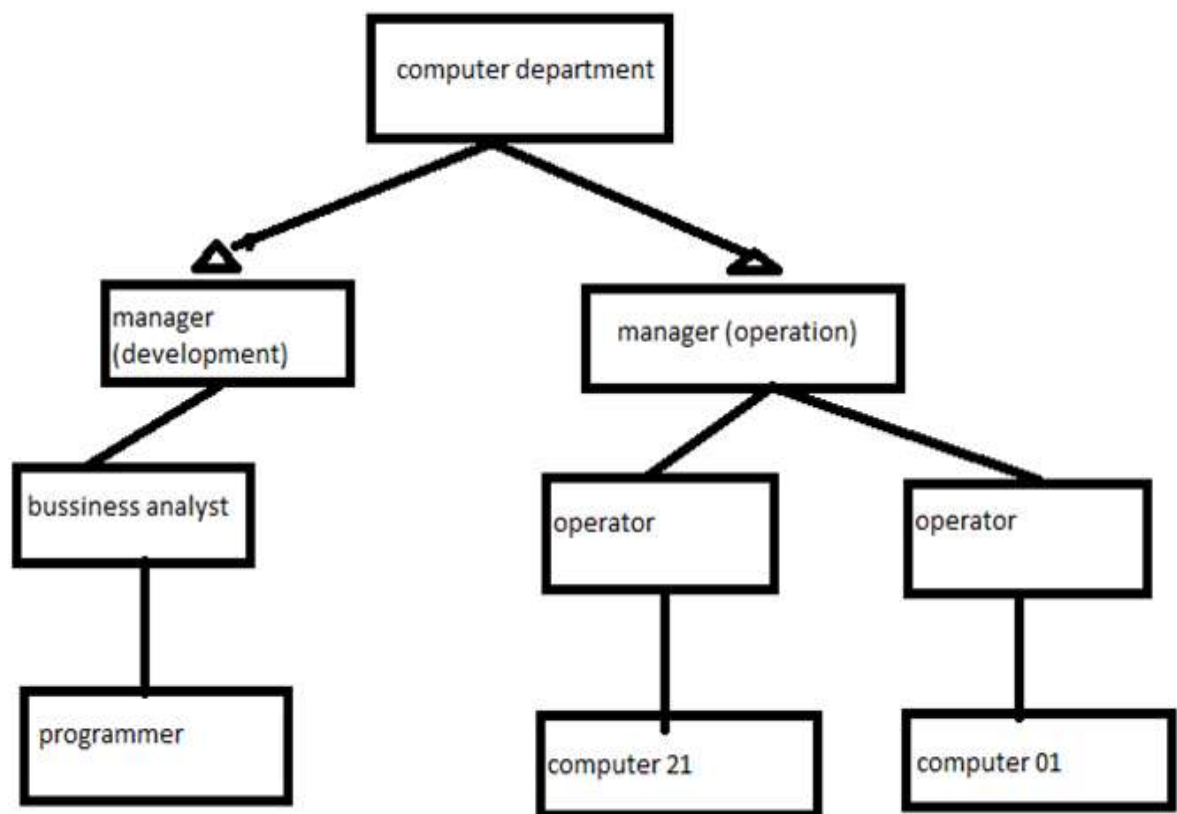 computer department
manager
(development)
manager (operation)
bussiness analyst
operator
operator
programmer
computer 21
computer 01